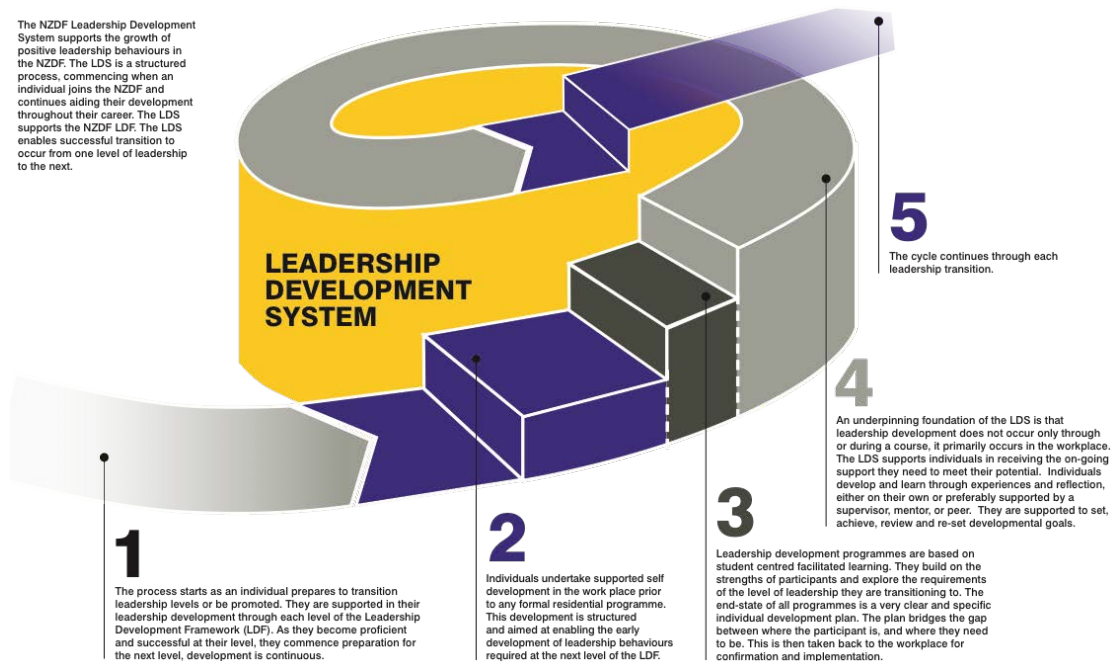 The NZDF Leadership Development
System supports the growth of
positive leadership behaviours in
the NZDF. The LDS is a structured
process, commencing when an
individual joins the NZDF and
continues aiding their development
throughout their career. The LDS
supports the NZDF LDF. The LDS
enables successful transition to
occur from one level of leadership
to the next.
LEADERSHIP
DEVELOPMENT
SYSTEM
1
The process starts as an individual prepares to transition
leadership levels or be promoted. They are supported in their
leadership development through each level of the Leadership
Development Framework (LDF). As they become proficient
and successful at their level, they commence preparation for
the next level, development is continuous.
2
Individuals undertake supported self
development in the work place prior
to any formal residential programme.
This development is structured
and aimed at enabling the early
development of leadership behaviours
required at the next level of the LDF.
3
Leadership development programmes are based on
student centred facilitated learning. They build on the
strengths of participants and explore the requirements
of the level of leadership they are transitioning to. The
end-state of all programmes is a very clear and specific
individual development plan. The plan bridges the gap
between where the participant is, and where they need
to be. This is then taken back to the workplace for
confirmation and implementation.
4
An underpinning foundation of the LDS is that
leadership development does not occur only through
or during a course, it primarily occurs in the workplace.
The LDS supports individuals in receiving the on-going
support they need to meet their potential. Individuals
develop and learn through experiences and reflection,
either on their own or preferably supported by a
supervisor, mentor, or peer. They are supported to set,
achieve, review and re-set developmental goals.
5
The cycle continues through each
leadership transition.